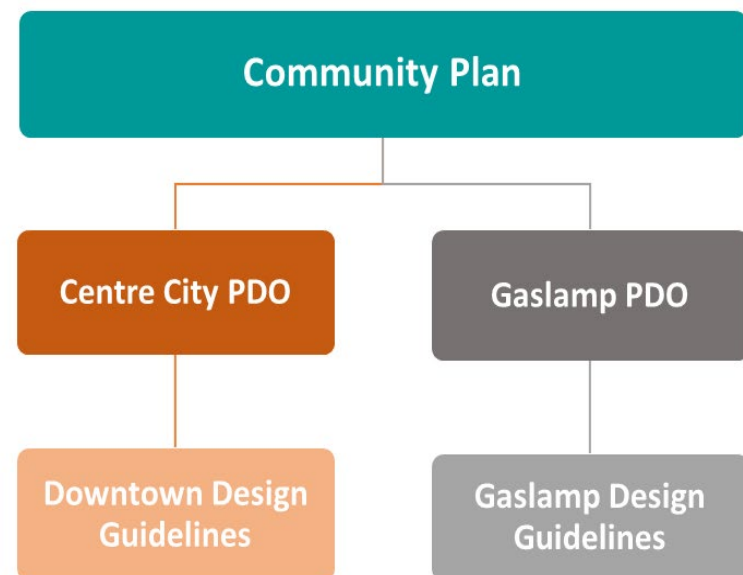 Community Plan
Centre City PDO
Gaslamp PDO
Downtown Design
Guidelines
Gaslamp Design
Guidelines